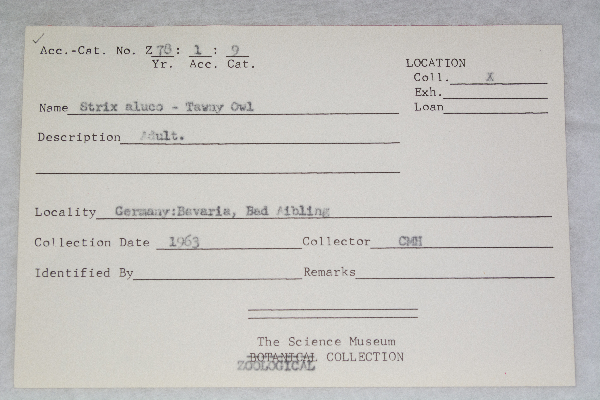 Acc.-Cat. No. Z 78: 1 : 9
Yr. Acc. Cat.
LOCATION
Coll. X
Exh.
Loan
Name Strix aluco - Tawny Owl
Description Adult.
Locality Germany:Bavaria, Bad Aibling
Collection Date 1963 Collector CMH
Identified By Remarks
The Science Museum
BOTANICAL COLLECTION
ZOOLOGICAL